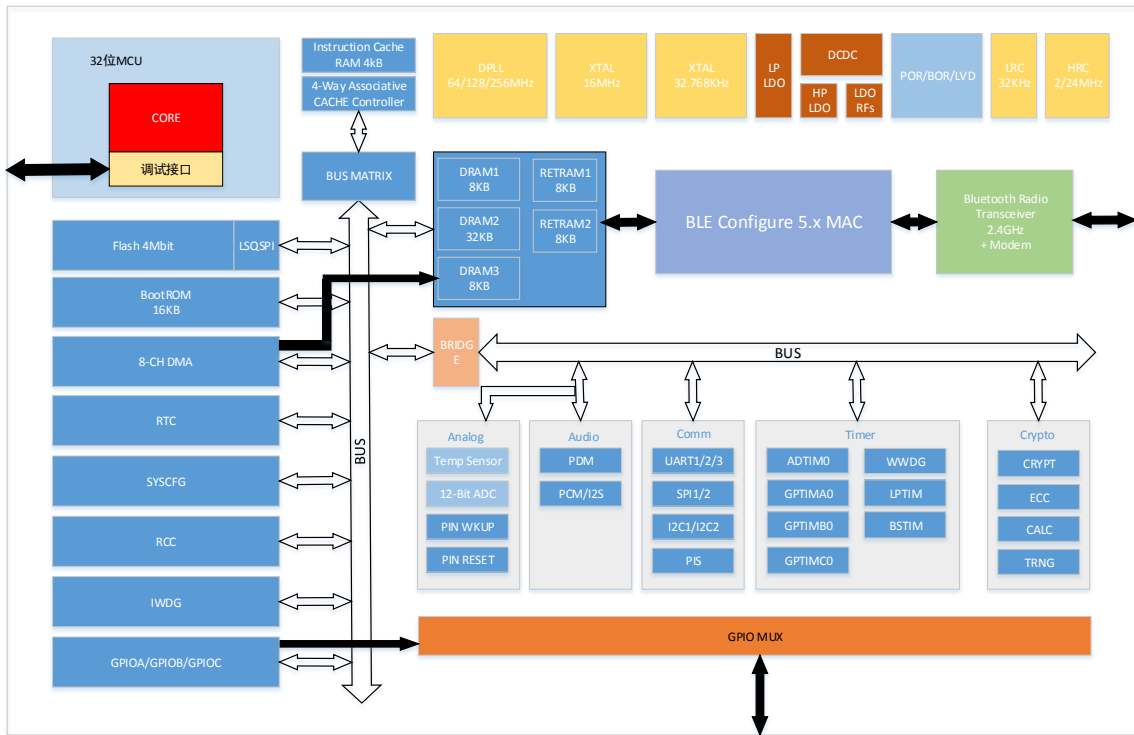 32位MCU
CORE
调试接口
Instruction Cache
RAM 4kB
4-Way Associative
CACHE Controller
BUS MATRIX
DPLL
64/128/256MHz
XTAL
16MHz
XTAL
32.768KHz
LP
LDO
DCDC
HP
LDO
LDO
RFs
POR/BOR/LVD
LRC
32KHz
HRC
2/24MHz
DRAM1
8KB
RETRAM1
8KB
DRAM2
32KB
RETRAM2
8KB
DRAM3
8KB
BLE Configure 5.x MAC
Bluetooth Radio
Transceiver
2.4GHz
+ Modem
Flash 4Mbit
LSQSPI
BootROM
16KB
8-CH DMA
RTC
SYSCFG
RCC
IWDG
GPIOA/GPIOB/GPIOC
BUS
BRIDG
E
BUS
Analog
Temp Sensor
12-Bit ADC
PIN WKUP
PIN RESET
Audio
PDM
PCM/I2S
Comm
UART1/2/3
SPI1/2
I2C1/I2C2
PIS
Timer
ADTIM0
WWDG
GPTIMA0
LPTIM
GPTIMB0
BSTIM
GPTIMC0
Crypto
CRYPT
ECC
CALC
TRNG
GPIO MUX